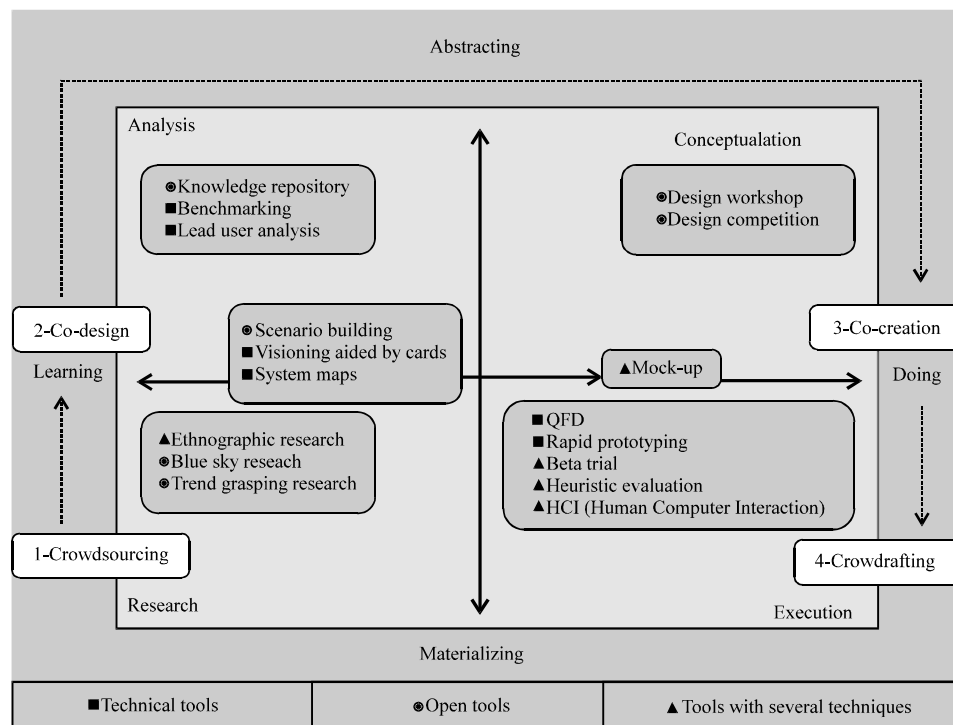 Abstracting
Analysis
Conceptualation
◉Knowledge repository
■Benchmarking
■Lead user analysis
◉Design workshop
◉Design competition
2-Co-design
Learning
◉Scenario building
■Visioning aided by cards
■System maps
▲Mock-up
3-Co-creation
Doing
▲Ethnographic research
◉Blue sky reseach
◉Trend grasping research
■QFD
■Rapid prototyping
▲Beta trial
▲Heuristic evaluation
▲HCI (Human Computer Interaction)
1-Crowdsourcing
4-Crowdrafting
Research
Execution
Materializing
■Technical tools
◉Open tools
▲Tools with several techniques